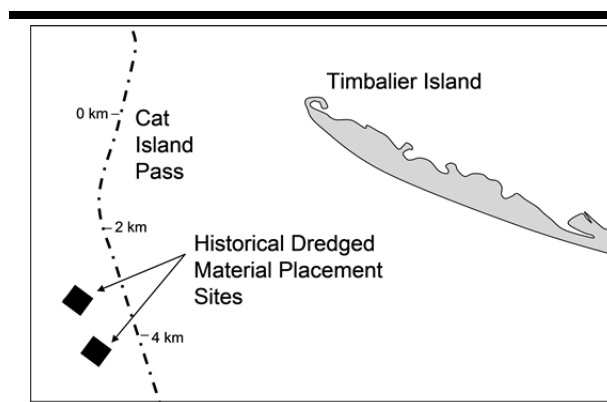 Timbalier Island
0 km
Cat
Island
Pass
2 km
Historical Dredged
Material Placement
Sites
4 km